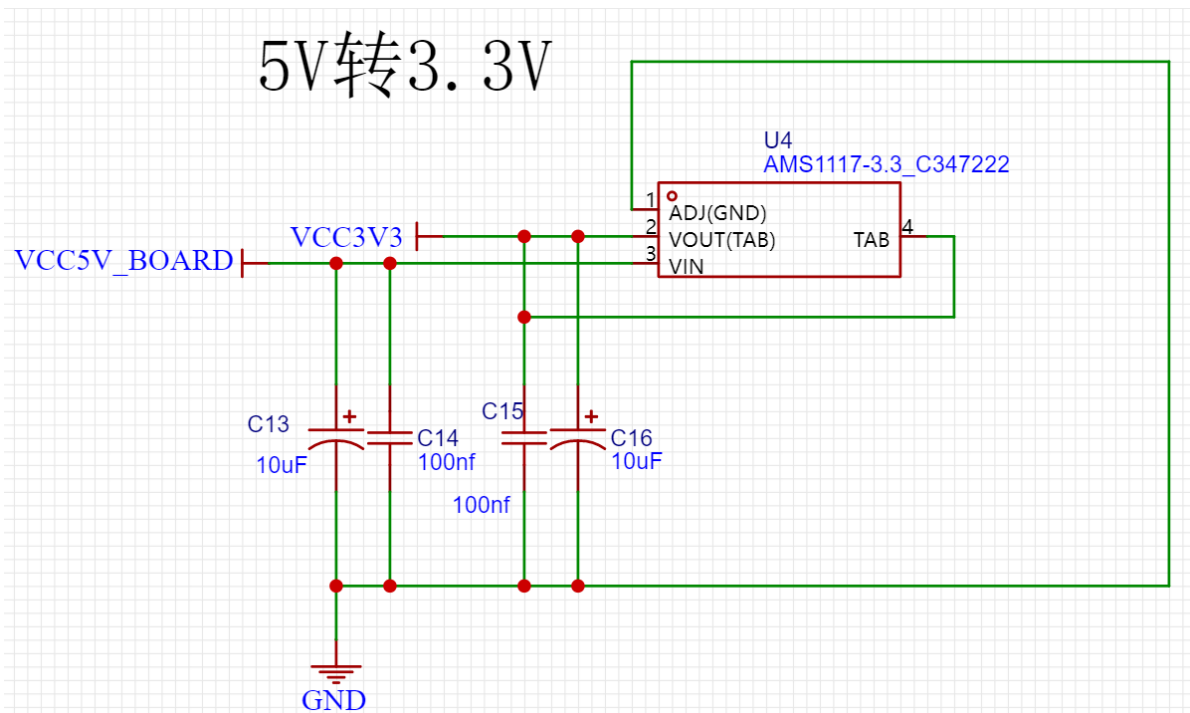 5V转3.3V
U4
AMS1117-3.3_C347222
1
ADJ(GND)
VCC3V3
2
VOUT(TAB)
TAB
4
VCC5V_BOARD
3
VIN
C13
+
10uF
C14
100nf
C15
100nf
+
C16
10uF
GND